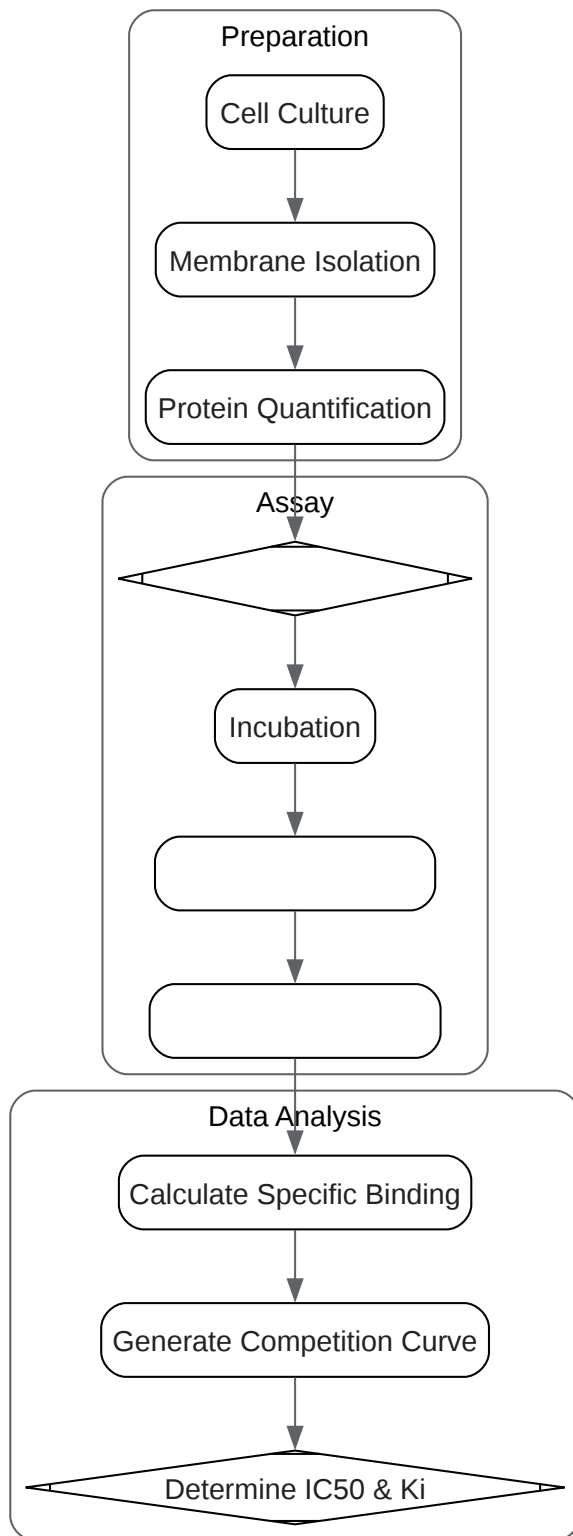 Preparation
Cell Culture
Membrane Isolation
Protein Quantification
Assay
Incubation
Data Analysis
Calculate Specific Binding
Generate Competition Curve
Determine IC50 & Ki